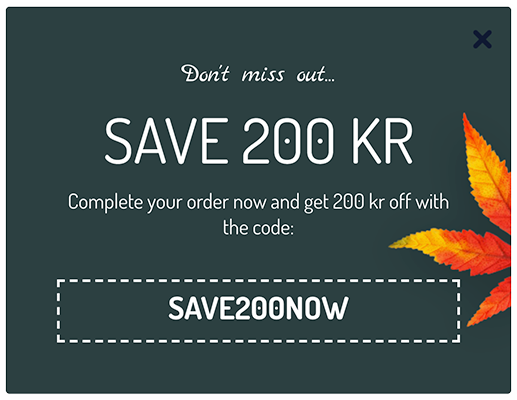 Don't miss out...
SAVE 200 KR
Complete your order now and get 200 kr off with
the code:
SAVE200NOW